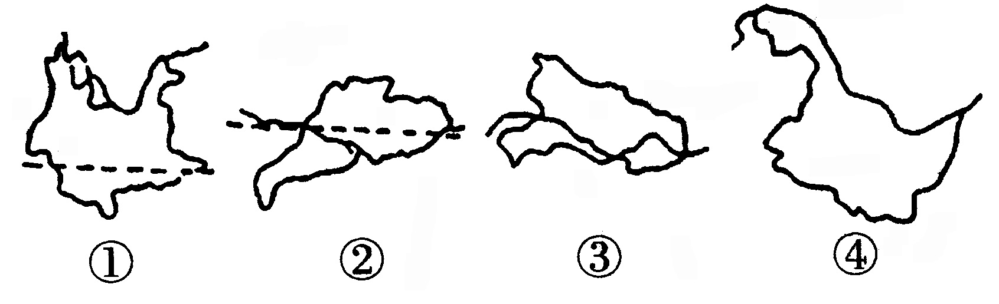 ① ② ③ ④